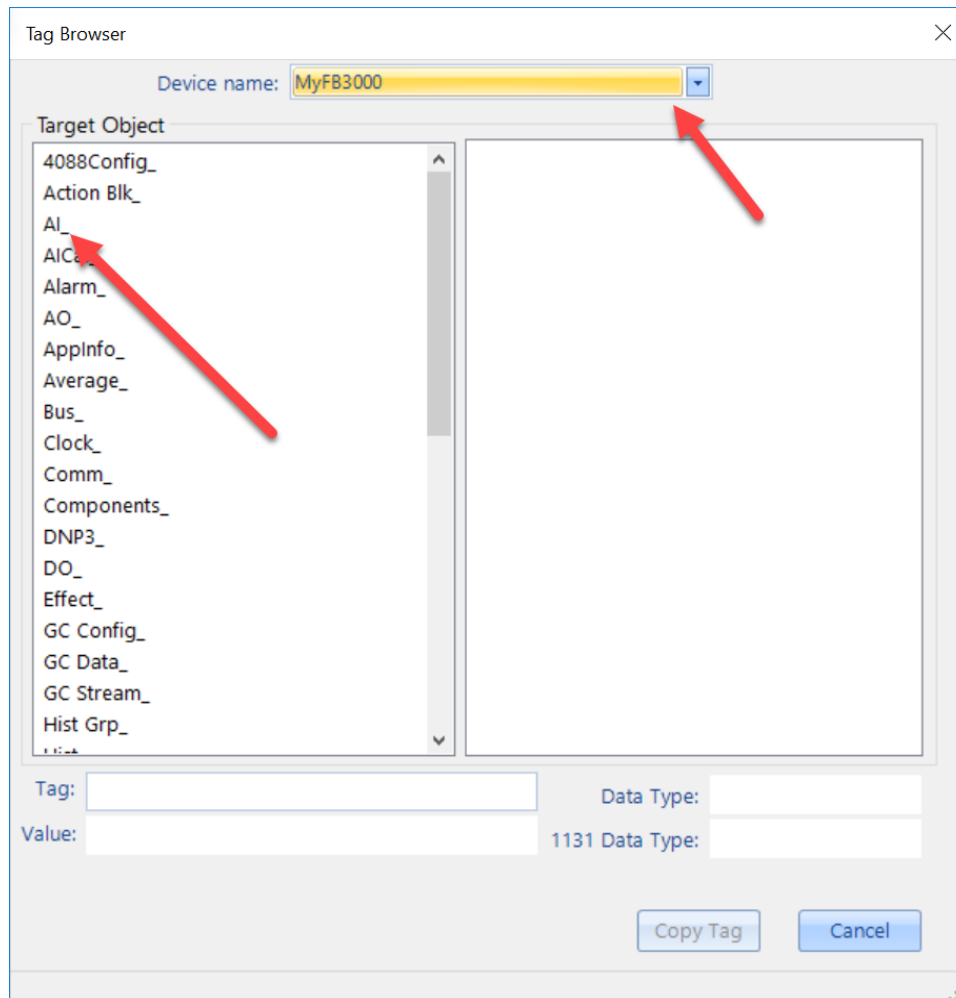 Tag Browser
Device name: MyFB3000
Target Object
4088Config_
Action Blk_
AI_
Alarm_
AO_
AppInfo_
Average_
Bus_
Clock_
Comm_
Components_
DNP3_
DO_
Effect_
GC Config_
GC Data_
GC Stream_
Hist Grp_
Tag:
Data Type:
Value:
1131 Data Type:
Copy Tag
Cancel